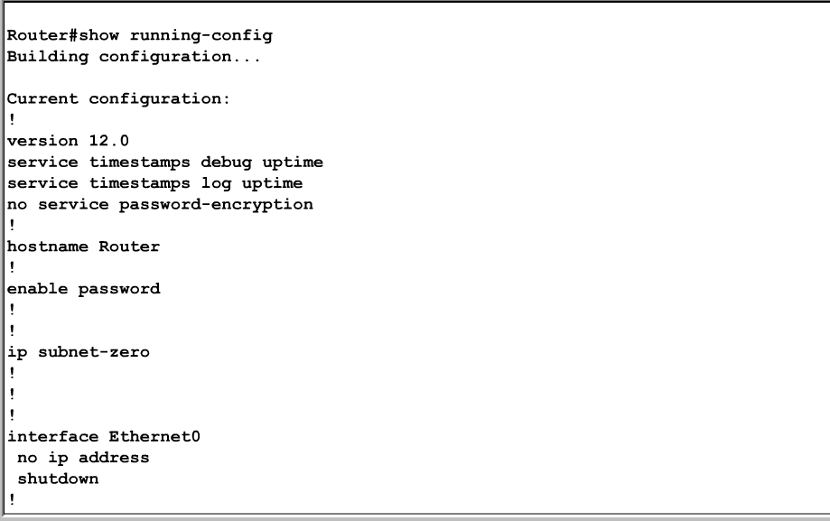 Router#show running-config
Building configuration...
Current configuration:
!
version 12.0
service timestamps debug uptime
service timestamps log uptime
no service password-encryption
!
hostname Router
!
enable password
!
!
ip subnet-zero
!
!
!
interface Ethernet0
 no ip address
 shutdown
!